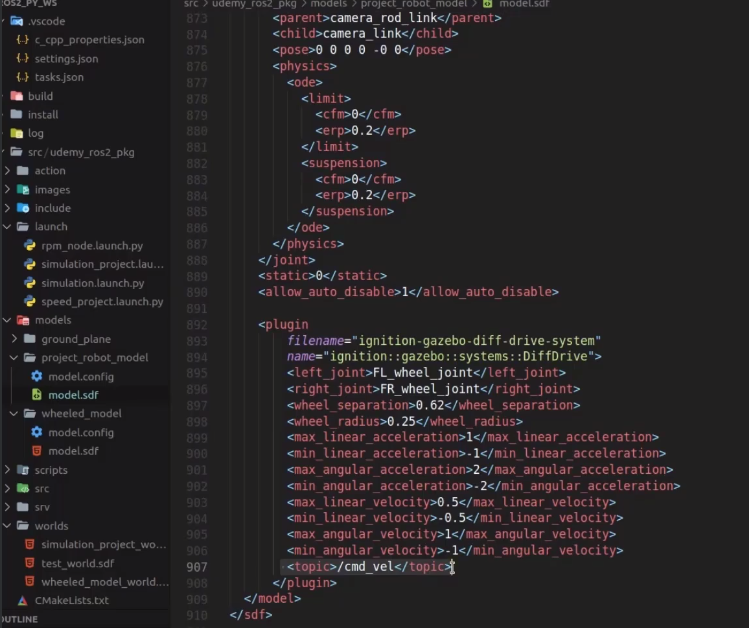 ROS2_PY_WS
.vscode
c_cpp_properties.json
settings.json
tasks.json
build
install
log
src/udemy_ros2_pkg
action
images
include
launch
rpm_node.launch.py
simulation_project.lau...
simulation.launch.py
speed_project.launch.py
models
ground_plane
project_robot_model
model.config
model.sdf
wheeled_model
model.config
model.sdf
scripts
src
srv
worlds
simulation_project_wo...
test_world.sdf
wheeled_model_world....
CMakeLists.txt
OUTLINE
src > udemy_ros2_pkg > models > project_robot_model > model.sdf
873 <parent>camera_rod_link</parent>
874 <child>camera_link</child>
875 <pose>0 0 0 0 -0 0</pose>
876 <physics>
877 <ode>
878 <limit>
879 <cfm>0</cfm>
880 <erp>0.2</erp>
881 </limit>
882 <suspension>
883 <cfm>0</cfm>
884 <erp>0.2</erp>
885 </suspension>
886 </ode>
887 </physics>
888 </joint>
889 <static>0</static>
890 <allow_auto_disable>1</allow_auto_disable>
891
892 <plugin
893 filename="ignition-gazebo-diff-drive-system"
894 name="ignition::gazebo::systems::DiffDrive">
895 <left_joint>FL_wheel_joint</left_joint>
896 <right_joint>FR_wheel_joint</right_joint>
897 <wheel_separation>0.62</wheel_separation>
898 <wheel_radius>0.25</wheel_radius>
899 <max_linear_acceleration>1</max_linear_acceleration>
900 <min_linear_acceleration>-1</min_linear_acceleration>
901 <max_angular_acceleration>2</max_angular_acceleration>
902 <min_angular_acceleration>-2</min_angular_acceleration>
903 <max_linear_velocity>0.5</max_linear_velocity>
904 <min_linear_velocity>-0.5</min_linear_velocity>
905 <max_angular_velocity>1</max_angular_velocity>
906 <min_angular_velocity>-1</min_angular_velocity>
907 <topic>/cmd_vel</topic>
908 </plugin>
909 </model>
910 </sdf>